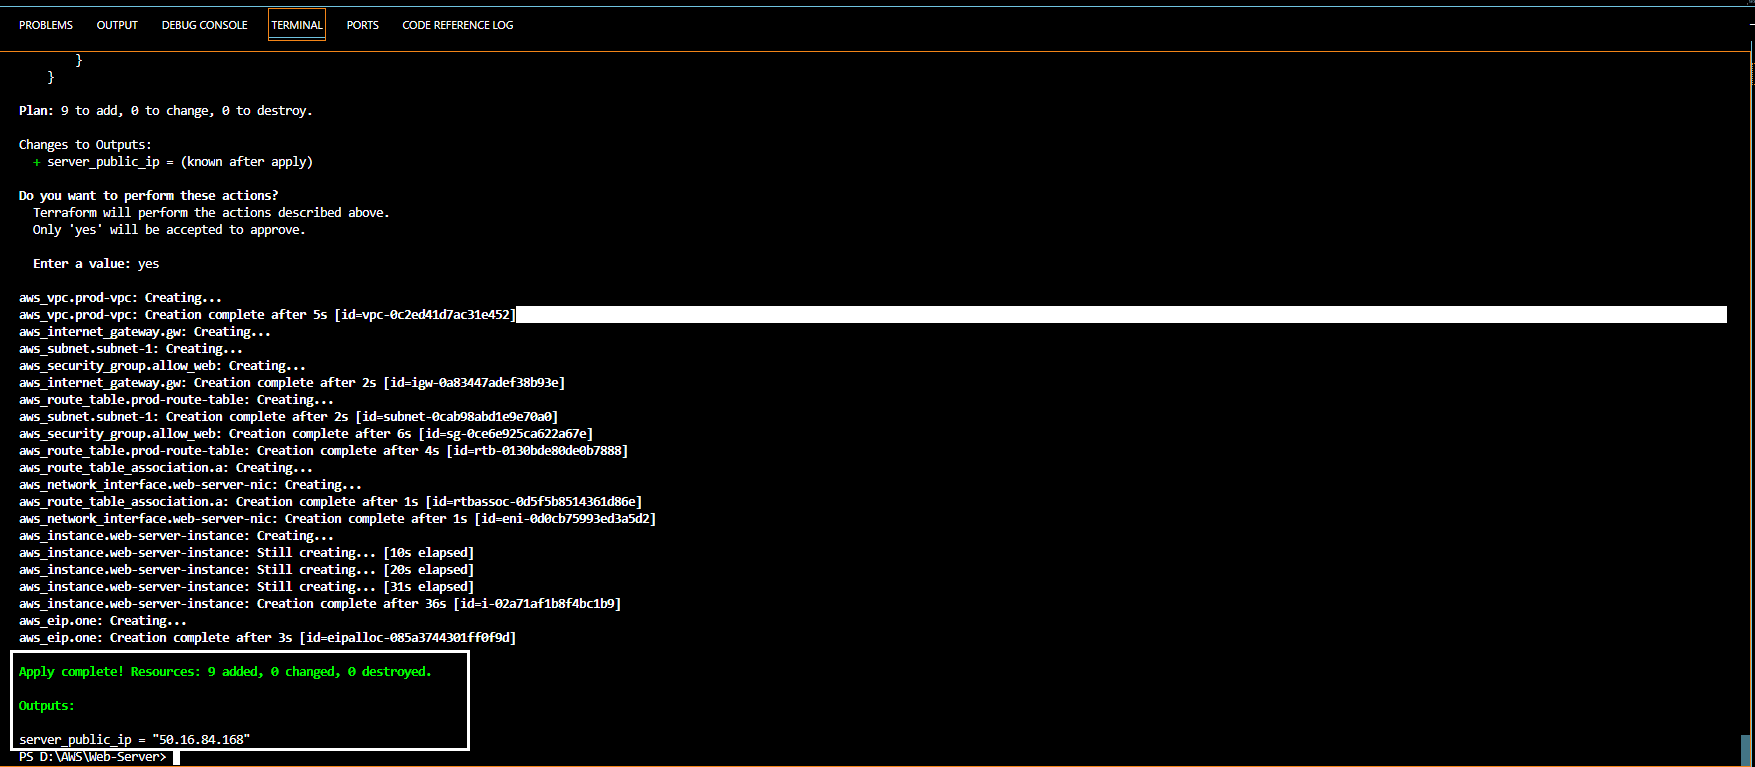 PROBLEMS OUTPUT DEBUG CONSOLE TERMINAL PORTS CODE REFERENCE LOG
}
}
Plan: 9 to add, 0 to change, 0 to destroy.
Changes to Outputs:
+ server_public_ip = (known after apply)
Do you want to perform these actions?
Terraform will perform the actions described above.
Only 'yes' will be accepted to approve.
Enter a value: yes
aws_vpc.prod-vpc: Creating...
aws_vpc.prod-vpc: Creation complete after 5s [id=vpc-0c2ed41d7ac31e452]
aws_internet_gateway.gw: Creating...
aws_subnet.subnet-1: Creating...
aws_security_group.allow_web: Creating...
aws_internet_gateway.gw: Creation complete after 2s [id=igw-0a83447adef38b93e]
aws_route_table.prod-route-table: Creating...
aws_subnet.subnet-1: Creation complete after 2s [id=subnet-0cab98abd1e9e70a0]
aws_security_group.allow_web: Creation complete after 6s [id=sg-0ce6e925ca622a67e]
aws_route_table.prod-route-table: Creation complete after 4s [id=rtb-0130bde80de0b7888]
aws_route_table_association.a: Creating...
aws_network_interface.web-server-nic: Creating...
aws_route_table_association.a: Creation complete after 1s [id=rtbassoc-0d5f5b8514361d86e]
aws_network_interface.web-server-nic: Creation complete after 1s [id=eni-0d0cb75993ed3a5d2]
aws_instance.web-server-instance: Creating...
aws_instance.web-server-instance: Still creating... [10s elapsed]
aws_instance.web-server-instance: Still creating... [20s elapsed]
aws_instance.web-server-instance: Still creating... [31s elapsed]
aws_instance.web-server-instance: Creation complete after 36s [id=i-02a71af1b8f4bc1b9]
aws_eip.one: Creating...
aws_eip.one: Creation complete after 3s [id=eipalloc-085a3744301ff0f9d]
Apply complete! Resources: 9 added, 0 changed, 0 destroyed.
Outputs:
server_public_ip = "50.16.84.168"
PS D:\AWS\Web-Server>